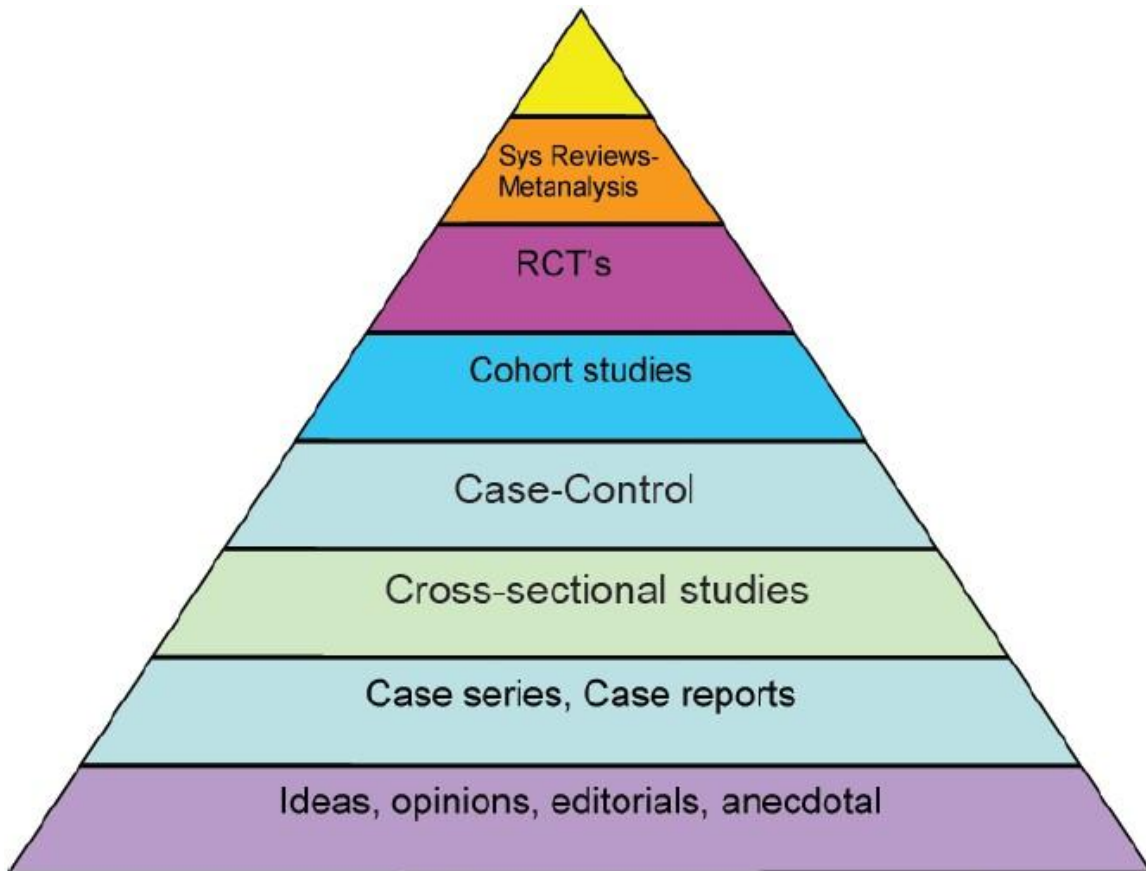 Sys Reviews-
Metanalysis
RCT's
Cohort studies
Case-Control
Cross-sectional studies
Case series, Case reports
Ideas, opinions, editorials, anecdotal